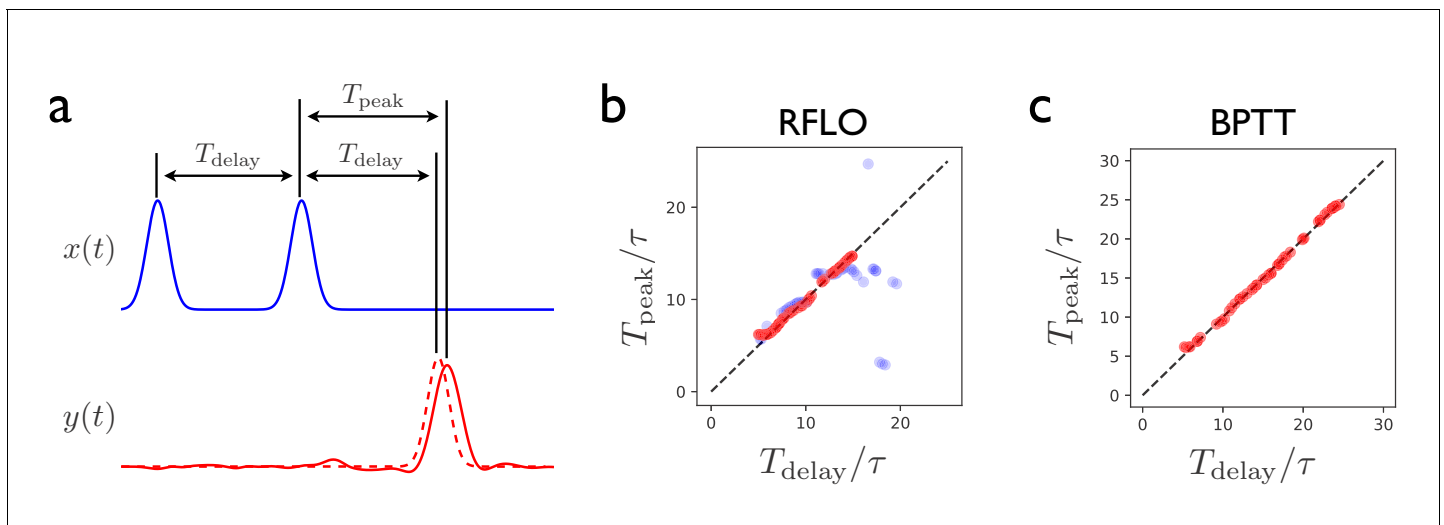 a
T_peak
T_delay
T_delay
x(t)
y(t)
b
RFLO
T_peak/τ
20
10
0
0
10
20
T_delay/τ
c
BPTT
T_peak/τ
30
25
20
15
10
5
0
0
10
20
30
T_delay/τ